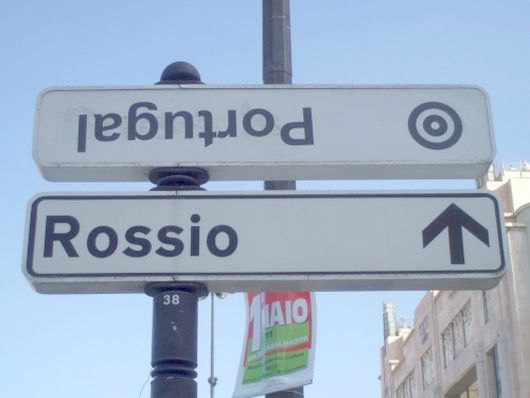 Portugal
Rossio
38
MAIO